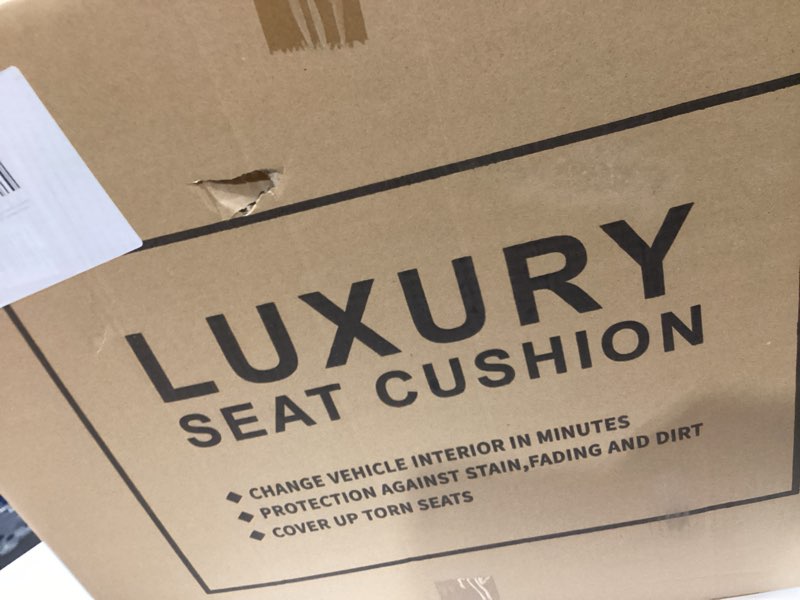 LUXURY
SEAT CUSHION
CHANGE VEHICLE INTERIOR IN MINUTES
PROTECTION AGAINST STAIN,FADING AND DIRT
COVER UP TORN SEATS